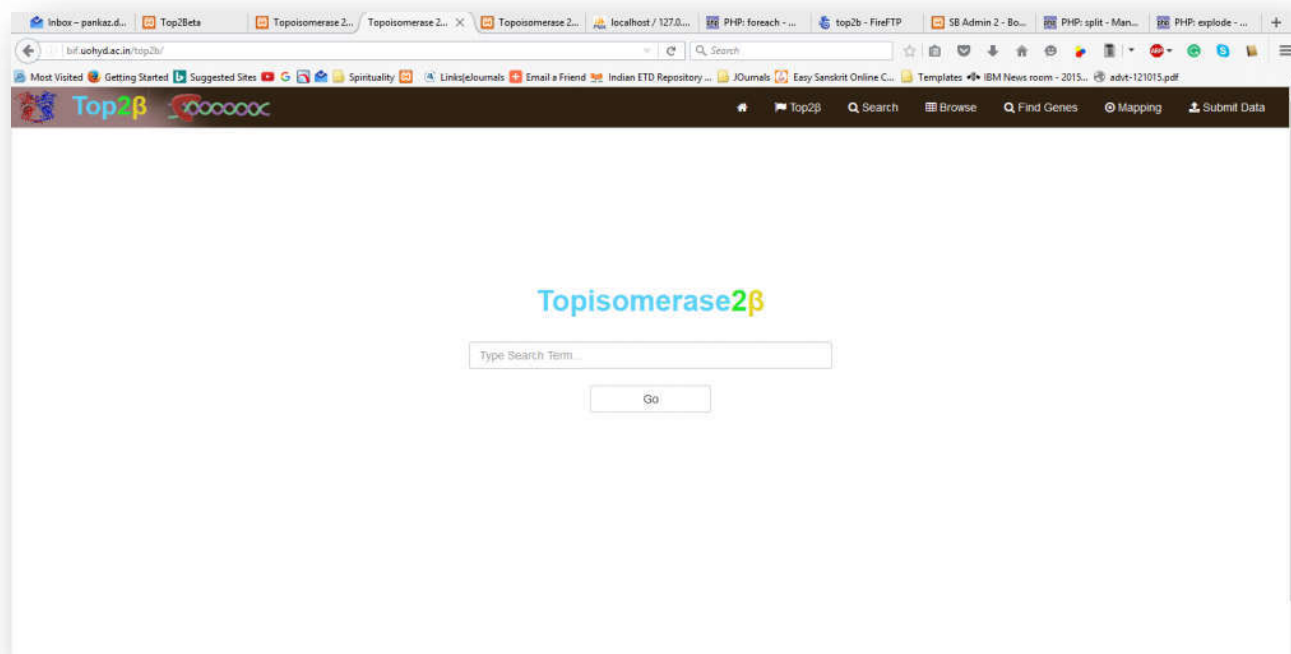 Inbox – pankaz.d... Top2Beta Topoisomerase 2... Topoisomerase 2... Topoisomerase 2... localhost / 127.0.... PHP: foreach - ... top2b - FireFTP SB Admin 2 - Bo... PHP: split - Man... PHP: explode - ...
bif.uohyd.ac.in/top2b/ Search
Most Visited Getting Started Suggested Sites Spirituality Links|eJournals Email a Friend Indian ETD Repository ... JOurnals Easy Sanskrit Online C... Templates IBM News room - 2015... advt-121015.pdf
Top2β Top2β Search Browse Find Genes Mapping Submit Data
Topisomerase2β
Type Search Term...
Go